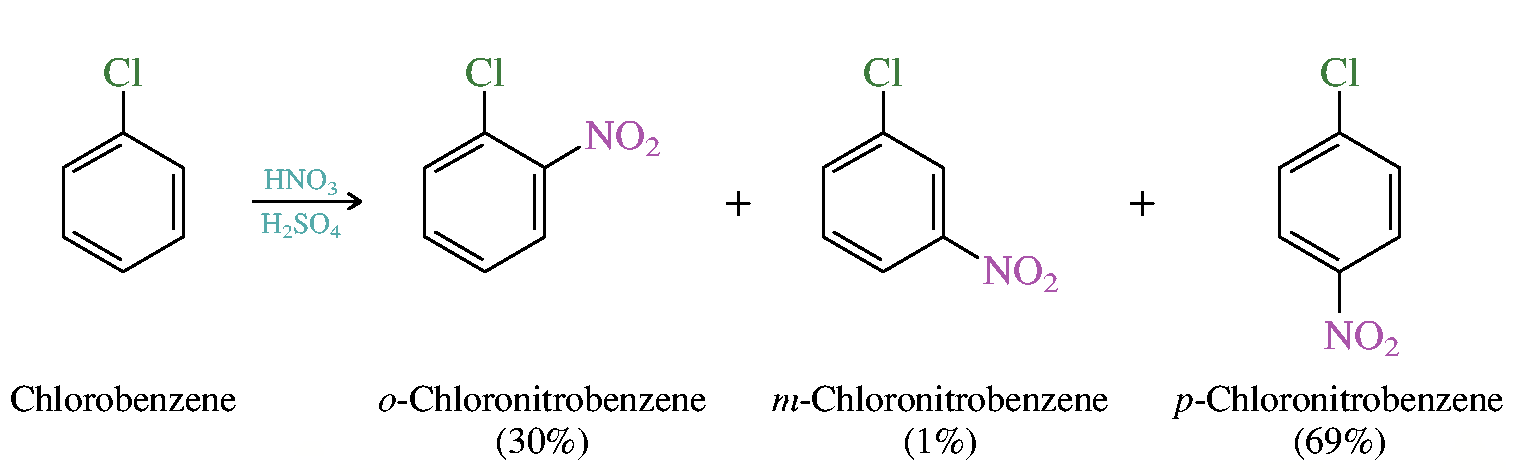 Cl Cl Cl Cl
NO₂
HNO₃
H₂SO₄
+ +
NO₂
NO₂
Chlorobenzene o-Chloronitrobenzene m-Chloronitrobenzene p-Chloronitrobenzene
(30%) (1%) (69%)